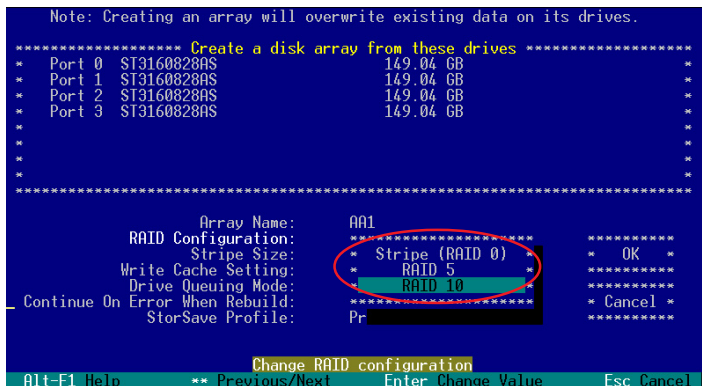 Note: Creating an array will overwrite existing data on its drives.
******************* Create a disk array from these drives *******************
* Port 0 ST3160828AS 149.04 GB *
* Port 1 ST3160828AS 149.04 GB *
* Port 2 ST3160828AS 149.04 GB *
* Port 3 ST3160828AS 149.04 GB *
* *
* *
* *
* *
******************************************************************************
Array Name: AA1
RAID Configuration: ********************* **********
Stripe Size: * Stripe (RAID 0) * * OK *
Write Cache Setting: * RAID 5 * **********
Drive Queuing Mode: * RAID 10 * **********
_ Continue On Error When Rebuild: ********************* * Cancel *
StorSave Profile: Pr **********
Change RAID configuration
Alt-F1 Help ** Previous/Next Enter Change Value Esc Cancel